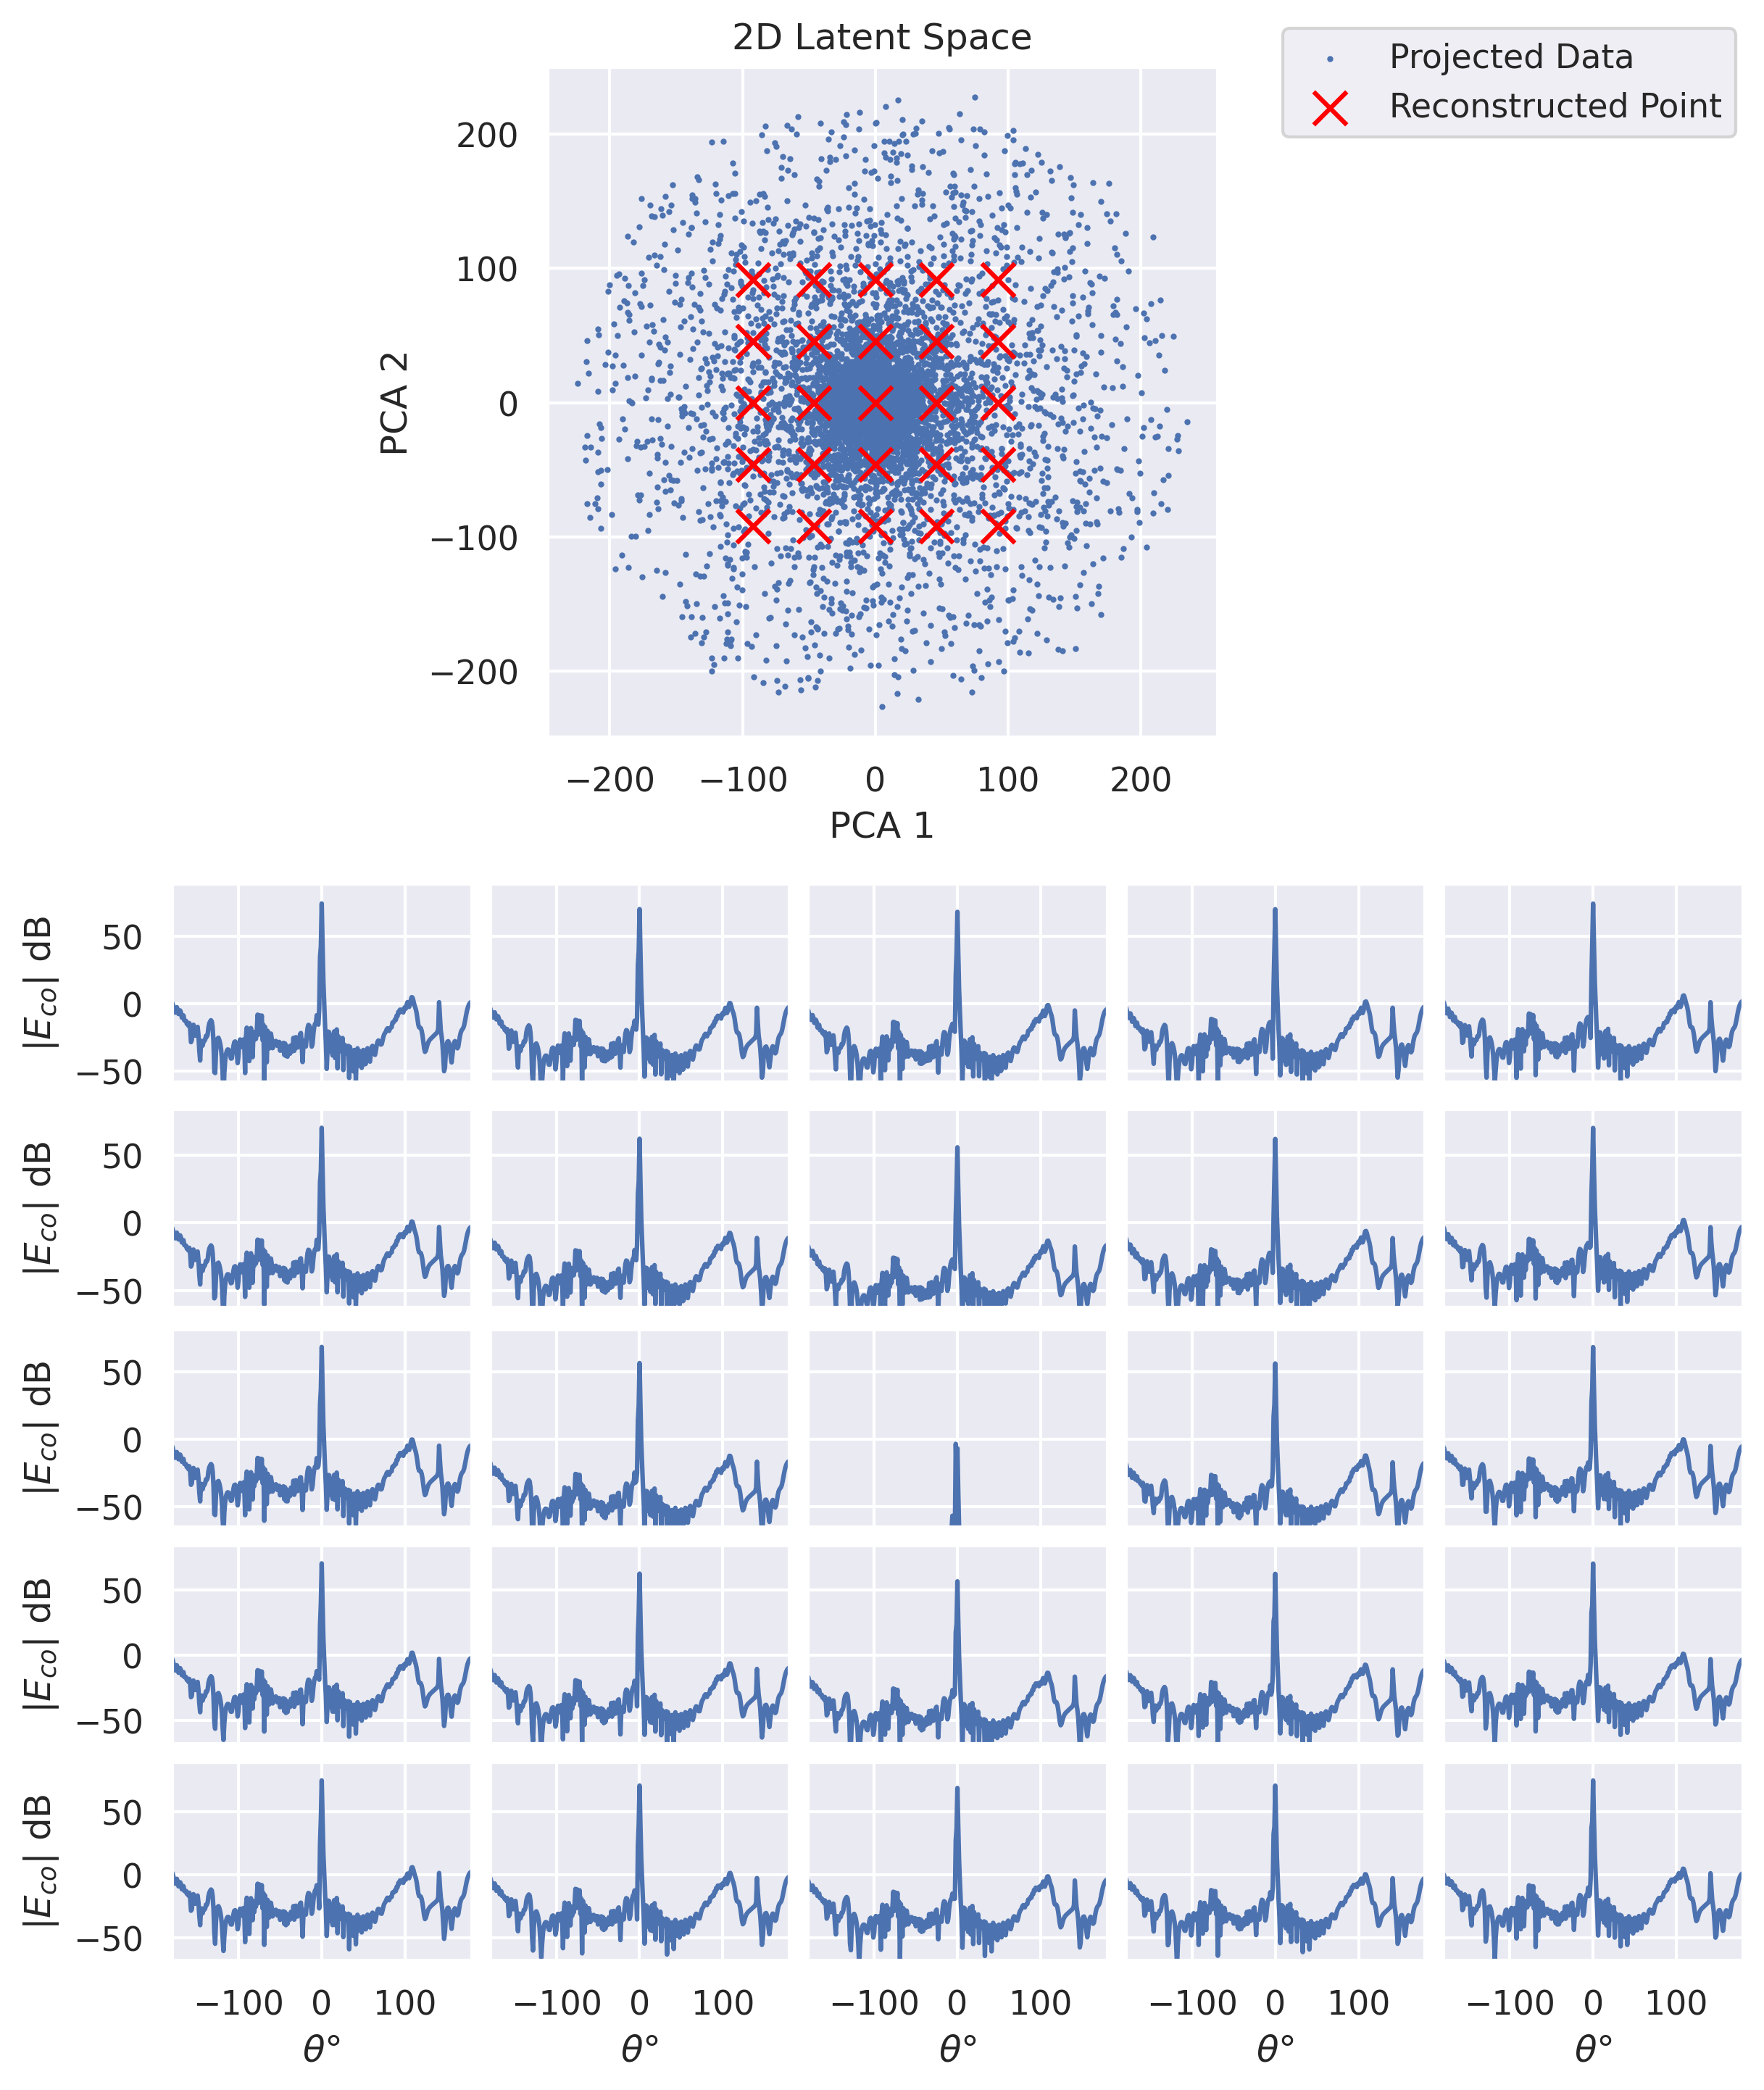 2D Latent Space
Projected Data
Reconstructed Point
200
100
0
−100
−200
PCA 2
−200 −100 0 100 200
PCA 1
|E_co| dB
50
0
−50
|E_co| dB
50
0
−50
|E_co| dB
50
0
−50
|E_co| dB
50
0
−50
|E_co| dB
50
0
−50
−100 0 100 −100 0 100 −100 0 100 −100 0 100 −100 0 100
θ° θ° θ° θ° θ°